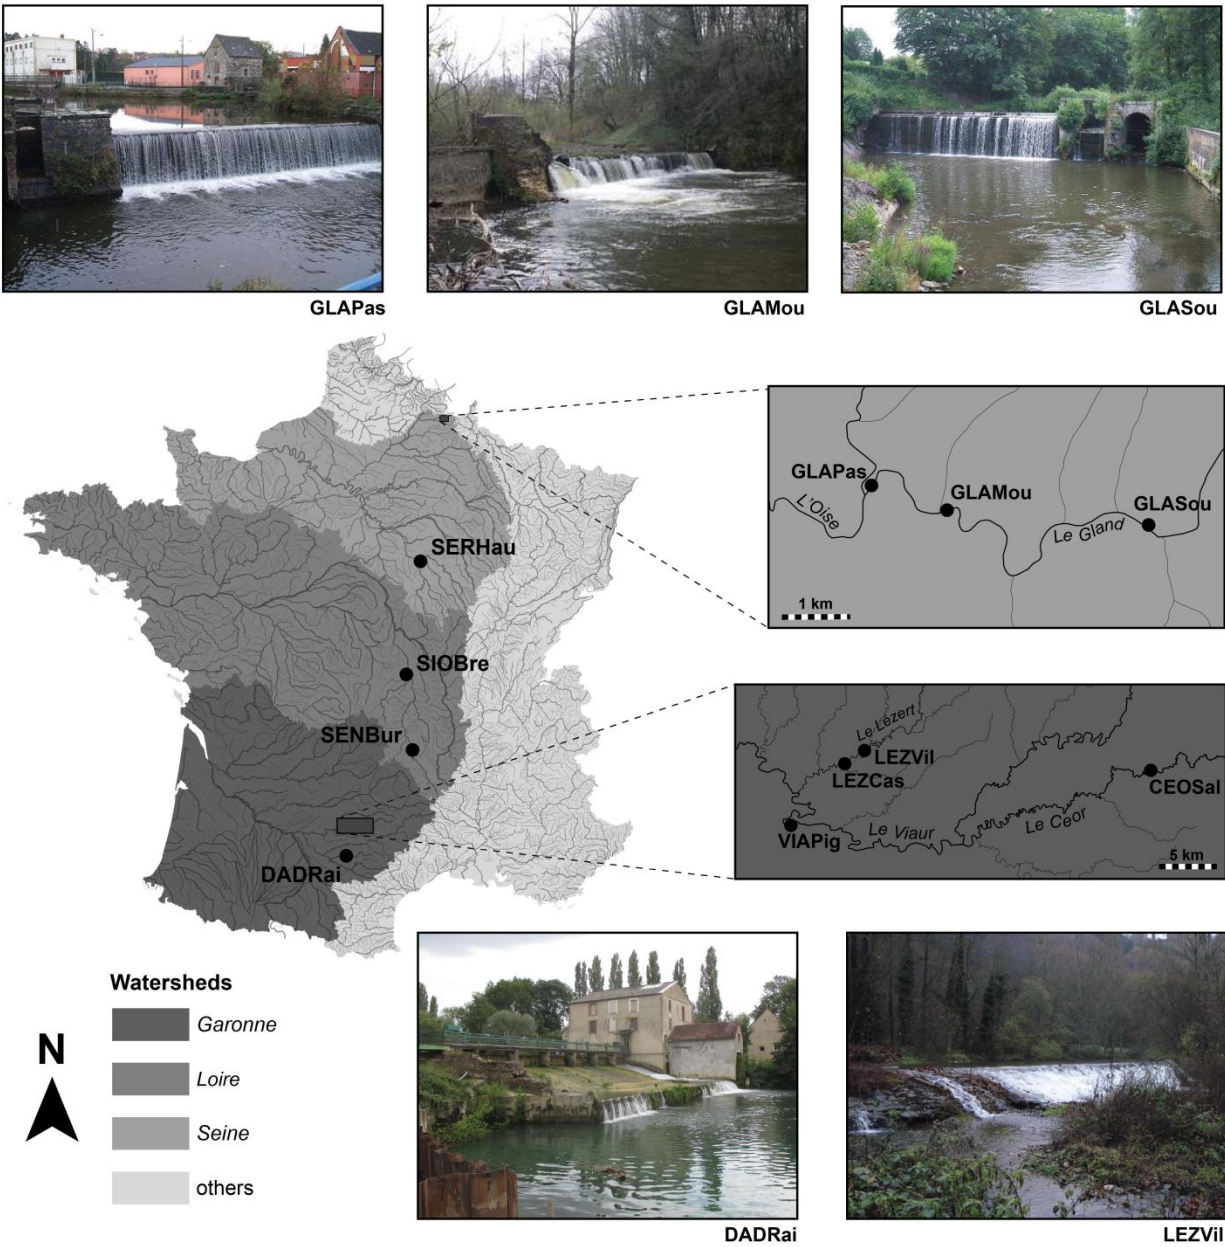 GLAPas
GLAMou
GLASou
GLAPas
GLAMou
GLASou
L'Oise
Le Gland
1 km
SERHau
SIOBre
SENBur
DADRai
Le Lézert
LEZVil
LEZCas
CEOSal
VIAPig
Le Viaur
Le Ceor
5 km
Watersheds
Garonne
Loire
Seine
others
N
DADRai
LEZVil